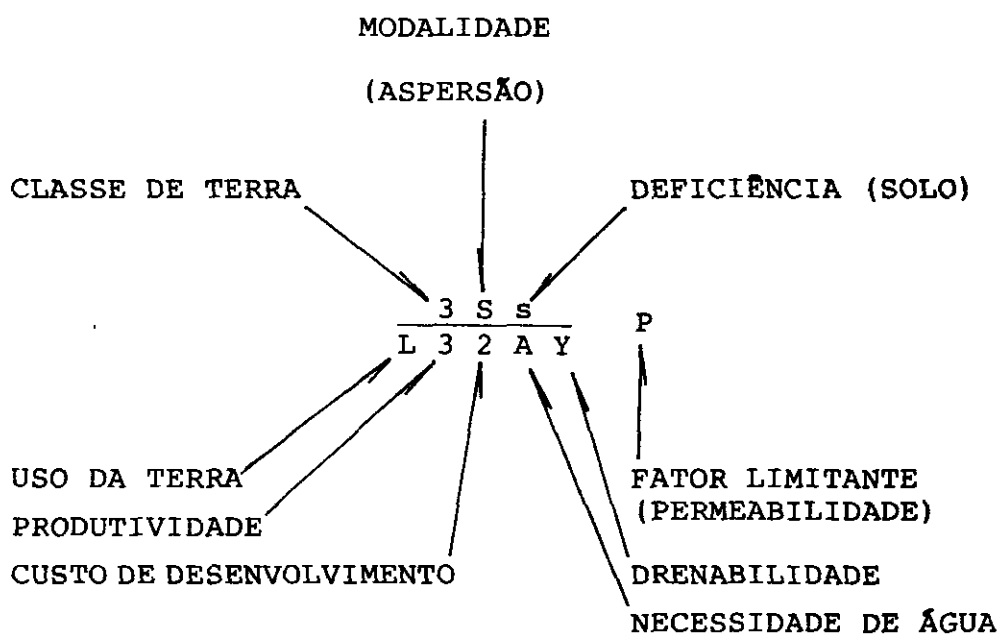 MODALIDADE
(ASPERSÃO)
CLASSE DE TERRA
DEFICIÊNCIA (SOLO)
3 S s
P
L 3 2 A Y
USO DA TERRA
FATOR LIMITANTE
PRODUTIVIDADE
(PERMEABILIDADE)
CUSTO DE DESENVOLVIMENTO
DRENABILIDADE
NECESSIDADE DE ÁGUA